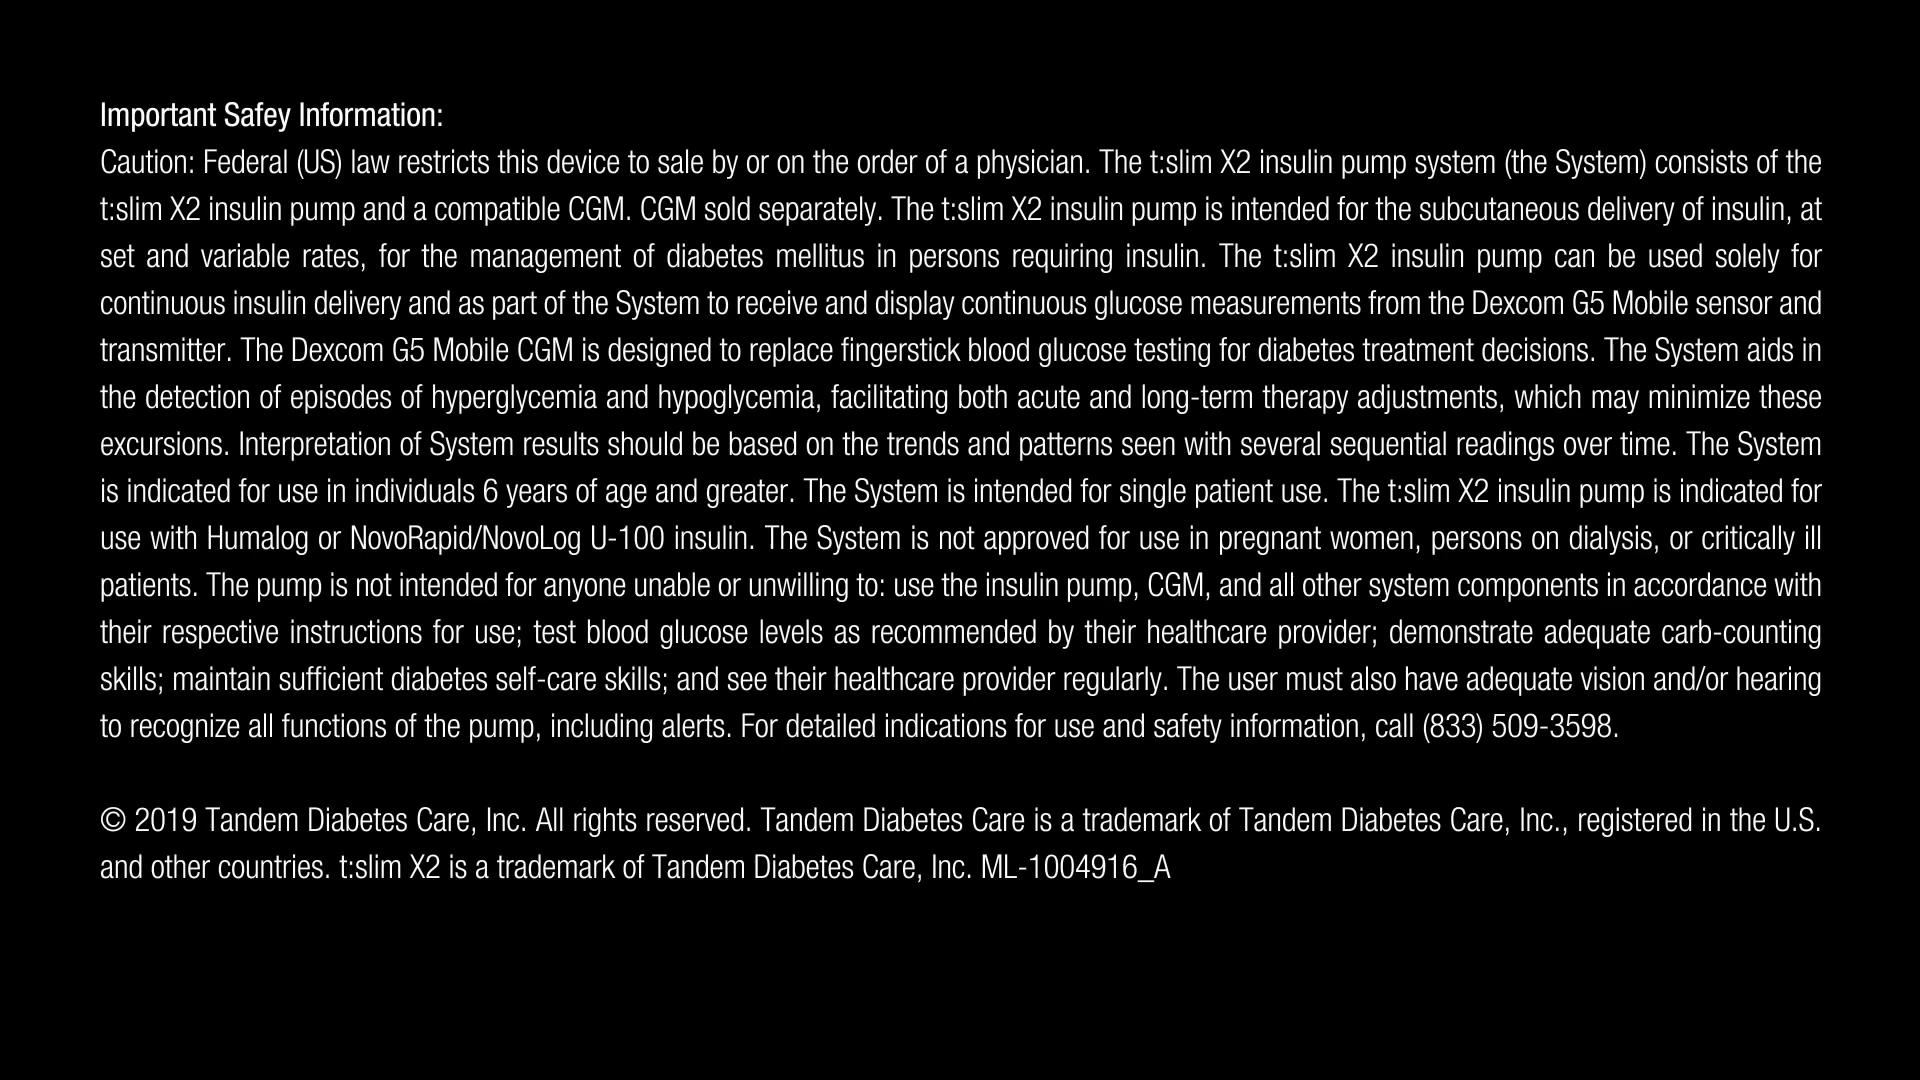 Important Safey Information:
Caution: Federal (US) law restricts this device to sale by or on the order of a physician. The t:slim X2 insulin pump system (the System) consists of the
t:slim X2 insulin pump and a compatible CGM. CGM sold separately. The t:slim X2 insulin pump is intended for the subcutaneous delivery of insulin, at
set and variable rates, for the management of diabetes mellitus in persons requiring insulin. The t:slim X2 insulin pump can be used solely for
continuous insulin delivery and as part of the System to receive and display continuous glucose measurements from the Dexcom G5 Mobile sensor and
transmitter. The Dexcom G5 Mobile CGM is designed to replace fingerstick blood glucose testing for diabetes treatment decisions. The System aids in
the detection of episodes of hyperglycemia and hypoglycemia, facilitating both acute and long-term therapy adjustments, which may minimize these
excursions. Interpretation of System results should be based on the trends and patterns seen with several sequential readings over time. The System
is indicated for use in individuals 6 years of age and greater. The System is intended for single patient use. The t:slim X2 insulin pump is indicated for
use with Humalog or NovoRapid/NovoLog U-100 insulin. The System is not approved for use in pregnant women, persons on dialysis, or critically ill
patients. The pump is not intended for anyone unable or unwilling to: use the insulin pump, CGM, and all other system components in accordance with
their respective instructions for use; test blood glucose levels as recommended by their healthcare provider; demonstrate adequate carb-counting
skills; maintain sufficient diabetes self-care skills; and see their healthcare provider regularly. The user must also have adequate vision and/or hearing
to recognize all functions of the pump, including alerts. For detailed indications for use and safety information, call (833) 509-3598.
© 2019 Tandem Diabetes Care, Inc. All rights reserved. Tandem Diabetes Care is a trademark of Tandem Diabetes Care, Inc., registered in the U.S.
and other countries. t:slim X2 is a trademark of Tandem Diabetes Care, Inc. ML-1004916_A